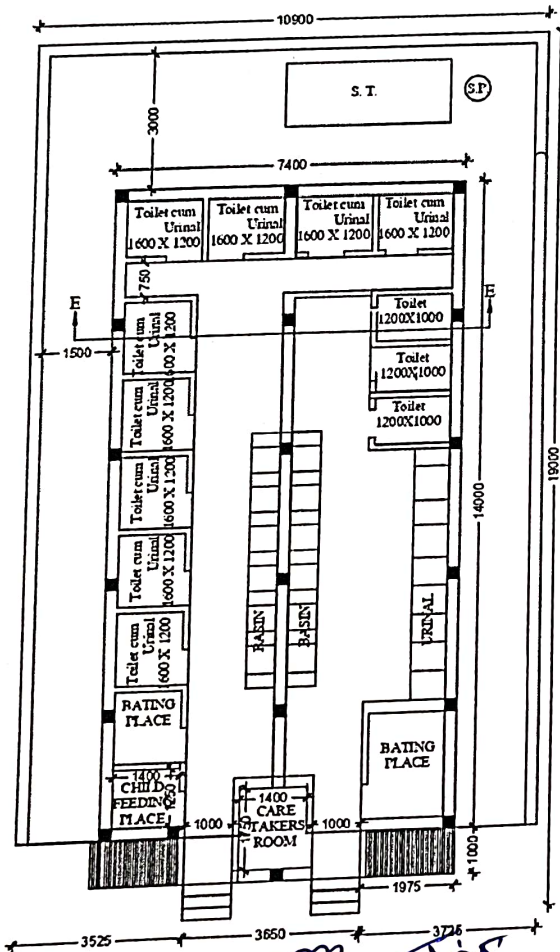 10900
S. T.
S.P.
3000
7400
Toilet cum
Urinal
1600 X 1200
Toilet cum
Urinal
1600 X 1200
Toilet cum
Urinal
1600 X 1200
Toilet cum
Urinal
1600 X 1200
750
E
E
1500
Toilet cum
Urinal
1600 X 1200
Toilet
1200X1000
Toilet
1200X1000
Toilet
1200X1000
Toilet cum
Urinal
1600 X 1200
Toilet cum
Urinal
1600 X 1200
Toilet cum
Urinal
1600 X 1200
Toilet cum
Urinal
1600 X 1200
14000
19000
BASIN
BASIN
URINAL
BATING
PLACE
BATING
PLACE
1400
CHILD
FEEDING
PLACE
1250
1000
1400
CARE
TAKERS
ROOM
1750
1000
1000
1975
3525
3650
3725